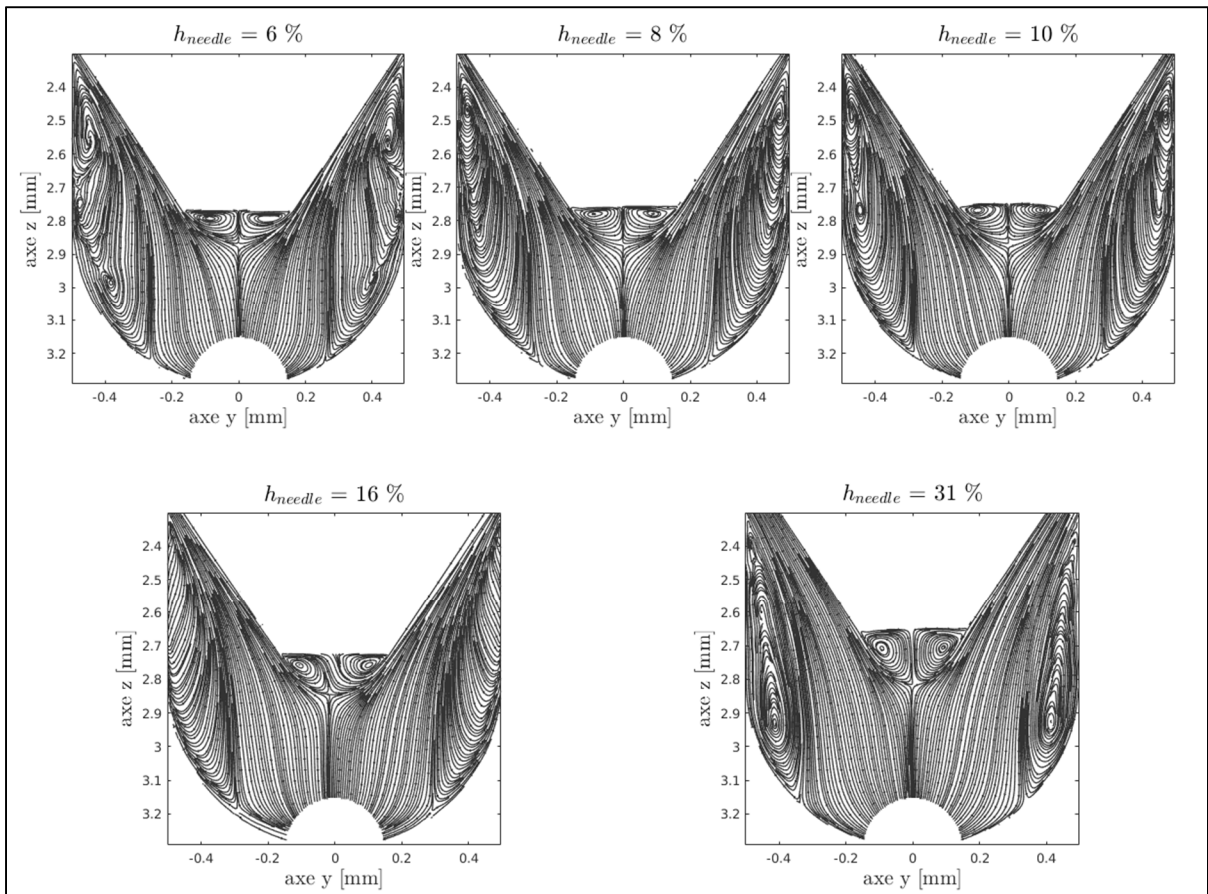 h_needle = 6 %
h_needle = 8 %
h_needle = 10 %
2.4
2.5
2.6
2.7
2.8
2.9
3
3.1
3.2
axe z [mm]
-0.4 -0.2 0 0.2 0.4
axe y [mm]
2.4
2.5
2.6
2.7
2.8
2.9
3
3.1
3.2
axe z [mm]
-0.4 -0.2 0 0.2 0.4
axe y [mm]
2.4
2.5
2.6
2.7
2.8
2.9
3
3.1
3.2
axe z [mm]
-0.4 -0.2 0 0.2 0.4
axe y [mm]
h_needle = 16 %
h_needle = 31 %
2.4
2.5
2.6
2.7
2.8
2.9
3
3.1
3.2
axe z [mm]
-0.4 -0.2 0 0.2 0.4
axe y [mm]
2.4
2.5
2.6
2.7
2.8
2.9
3
3.1
3.2
axe z [mm]
-0.4 -0.2 0 0.2 0.4
axe y [mm]